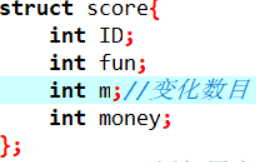 struct score{
    int ID;
    int fun;
    int m;//变化数目
    int money;
};